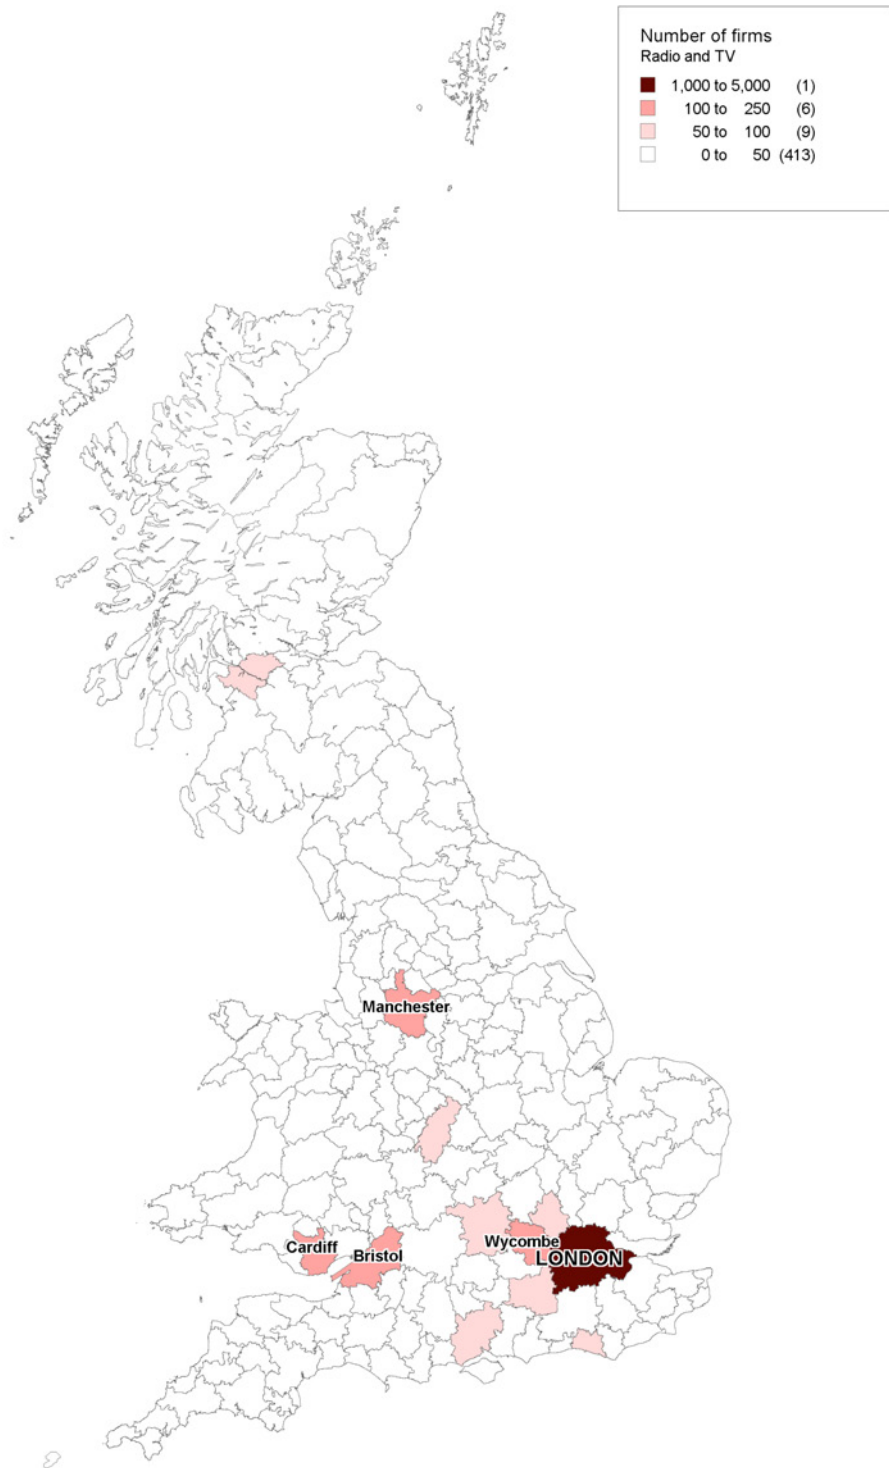 Number of firms
Radio and TV
1,000 to 5,000 (1)
100 to 250 (6)
50 to 100 (9)
0 to 50 (413)
Manchester
Cardiff
Bristol
Wycombe
LONDON